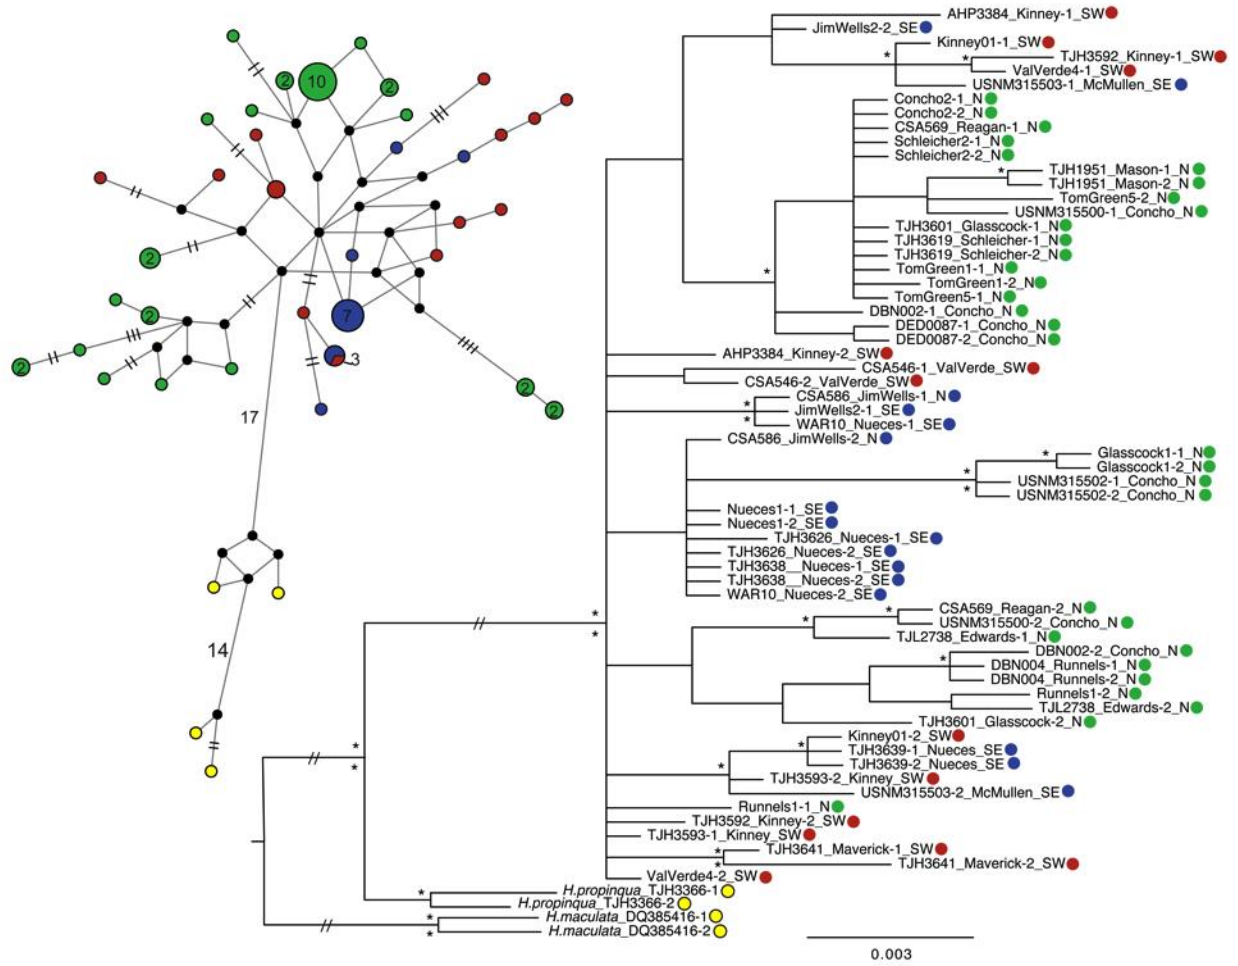 2
10
2
2
7
2
3
2
2
2
17
14
AHP3384_Kinney-1_SW
JimWells2-2_SE
Kinney01-1_SW
*
*
TJH3592_Kinney-1_SW
ValVerde4-1_SW
USNM315503-1_McMullen_SE
Concho2-1_N
Concho2-2_N
CSA569_Reagan-1_N
Schleicher2-1_N
Schleicher2-2_N
*
TJH1951_Mason-1_N
TJH1951_Mason-2_N
TomGreen5-2_N
USNM315500-1_Concho_N
TJH3601_Glasscock-1_N
TJH3619_Schleicher-1_N
TJH3619_Schleicher-2_N
*
TomGreen1-1_N
TomGreen1-2_N
TomGreen5-1_N
DBN002-1_Concho_N
DED0087-1_Concho_N
DED0087-2_Concho_N
AHP3384_Kinney-2_SW
CSA546-1_ValVerde_SW
CSA546-2_ValVerde_SW
CSA586_JimWells-1_N
*
JimWells2-1_SE
*
WAR10_Nueces-1_SE
CSA586_JimWells-2_N
*
Glasscock1-1_N
Glasscock1-2_N
*
USNM315502-1_Concho_N
*
USNM315502-2_Concho_N
Nueces1-1_SE
Nueces1-2_SE
TJH3626_Nueces-1_SE
TJH3626_Nueces-2_SE
TJH3638__Nueces-1_SE
TJH3638__Nueces-2_SE
WAR10_Nueces-2_SE
*
*
*
*
CSA569_Reagan-2_N
USNM315500-2_Concho_N
TJL2738_Edwards-1_N
*
DBN002-2_Concho_N
DBN004_Runnels-1_N
DBN004_Runnels-2_N
Runnels1-2_N
TJL2738_Edwards-2_N
TJH3601_Glasscock-2_N
Kinney01-2_SW
*
*
*
TJH3639-1_Nueces_SE
TJH3639-2_Nueces_SE
*
TJH3593-2_Kinney_SW
USNM315503-2_McMullen_SE
Runnels1-1_N
TJH3592_Kinney-2_SW
TJH3593-1_Kinney_SW
*
TJH3641_Maverick-1_SW
*
TJH3641_Maverick-2_SW
ValVerde4-2_SW
*
H.propinqua_TJH3366-1
H.propinqua_TJH3366-2
*
H.maculata_DQ385416-1
*
H.maculata_DQ385416-2
0.003